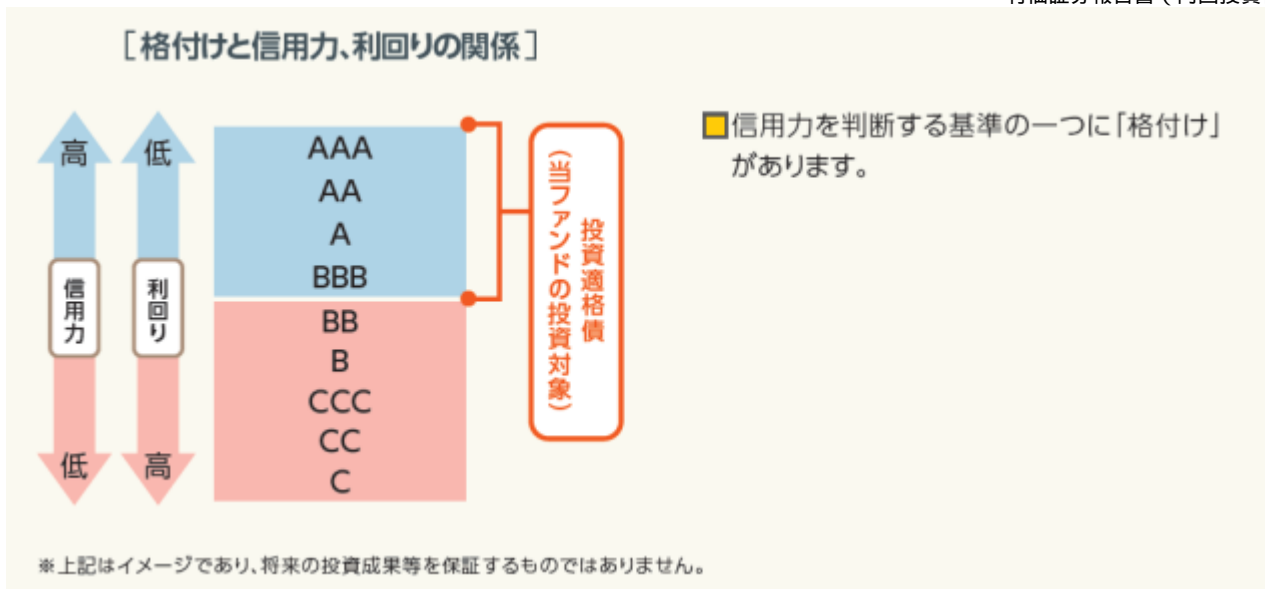 [格付けと信用力、利回りの関係]
高
低
信用力
利回り
低
高
AAA
AA
A
BBB
BB
B
CCC
CC
C
投資適格債
(当ファンドの投資対象)
信用力を判断する基準の一つに「格付け」
があります。
※上記はイメージであり、将来の投資成果等を保証するものではありません。